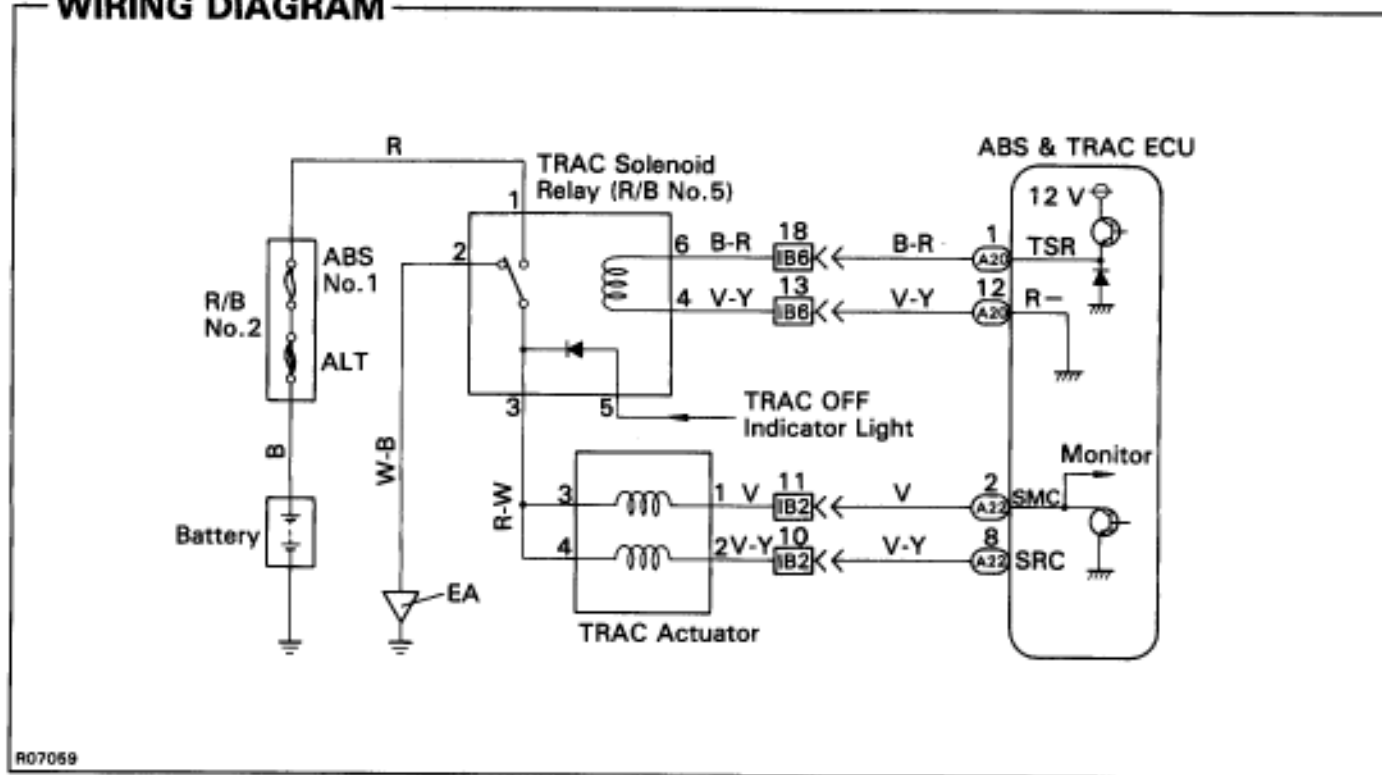 WIRING DIAGRAM
R
TRAC Solenoid
Relay (R/B No.5)
ABS & TRAC ECU
1
12 V
2
6 B-R
18
IB6
B-R
1
A20
TSR
ABS
No.1
R/B
No.2
ALT
4 V-Y
13
IB6
V-Y
12
A20
R−
3
5
TRAC OFF
Indicator Light
B
W-B
R-W
Monitor
3
1 V
11
IB2
V
2
A22
SMC
Battery
4
2 V-Y
10
IB2
V-Y
8
A22
SRC
EA
TRAC Actuator
R07059